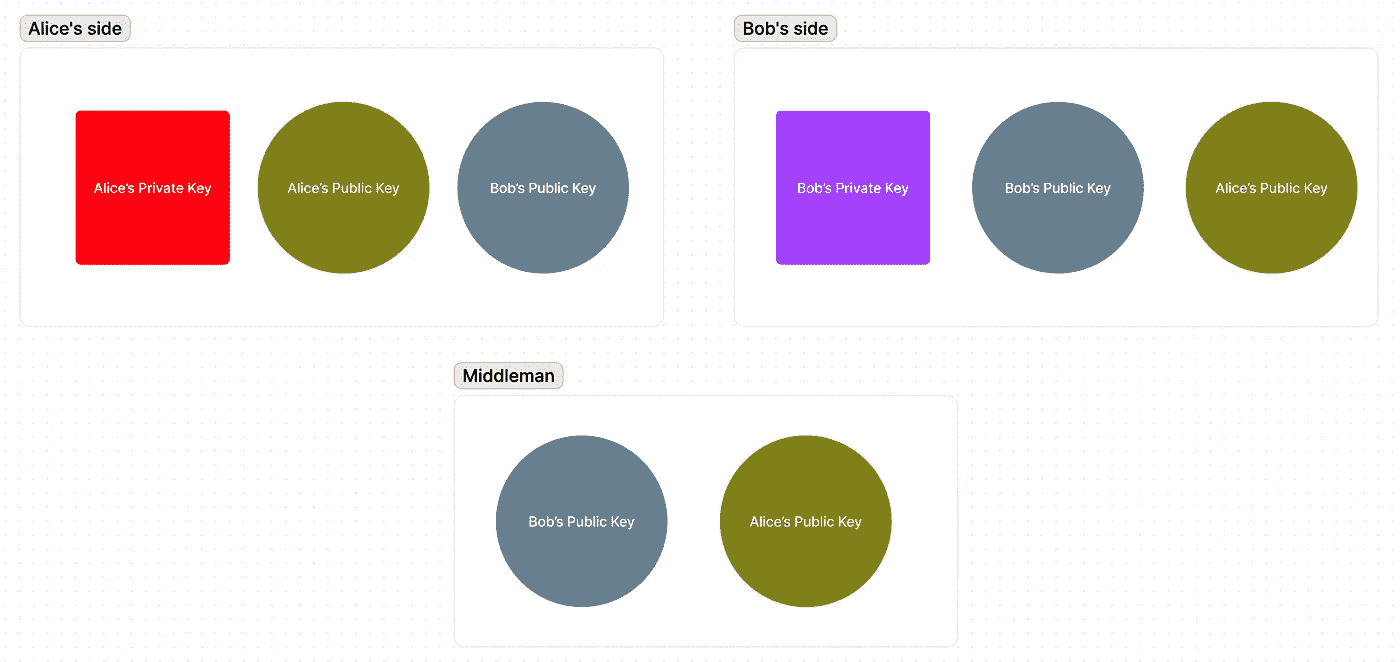 Alice's side
Alice’s Private Key
Alice’s Public Key
Bob’s Public Key
Bob's side
Bob’s Private Key
Bob’s Public Key
Alice’s Public Key
Middleman
Bob’s Public Key
Alice’s Public Key